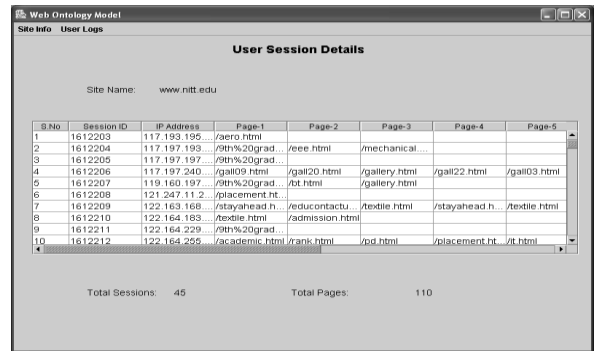 Web Ontology Model
Site Info User Logs
User Session Details
Site Name: www.nitt.edu
S.No Session ID IP Address Page-1 Page-2 Page-3 Page-4 Page-5
1 1612203 117.193.195.... /aero.html
2 1612204 117.197.193.... /9th%20grad... /eee.html /mechanical....
3 1612205 117.197.197.... /9th%20grad...
4 1612206 117.197.240.... /gall09.html /gall20.html /gallery.html /gall22.html /gall03.html
5 1612207 119.160.197.... /9th%20grad... /bt.html /gallery.html
6 1612208 121.247.11.2... /placement.ht...
7 1612209 122.163.168.... /stayahead.h... /educontactu... /textile.html /stayahead.h... /textile.html
8 1612210 122.164.183.... /textile.html /admission.html
9 1612211 122.164.229.... /9th%20grad...
10 1612212 122.164.255.... /academic.html /rank.html /pd.html /placement.ht... /it.html
Total Sessions: 45 Total Pages: 110